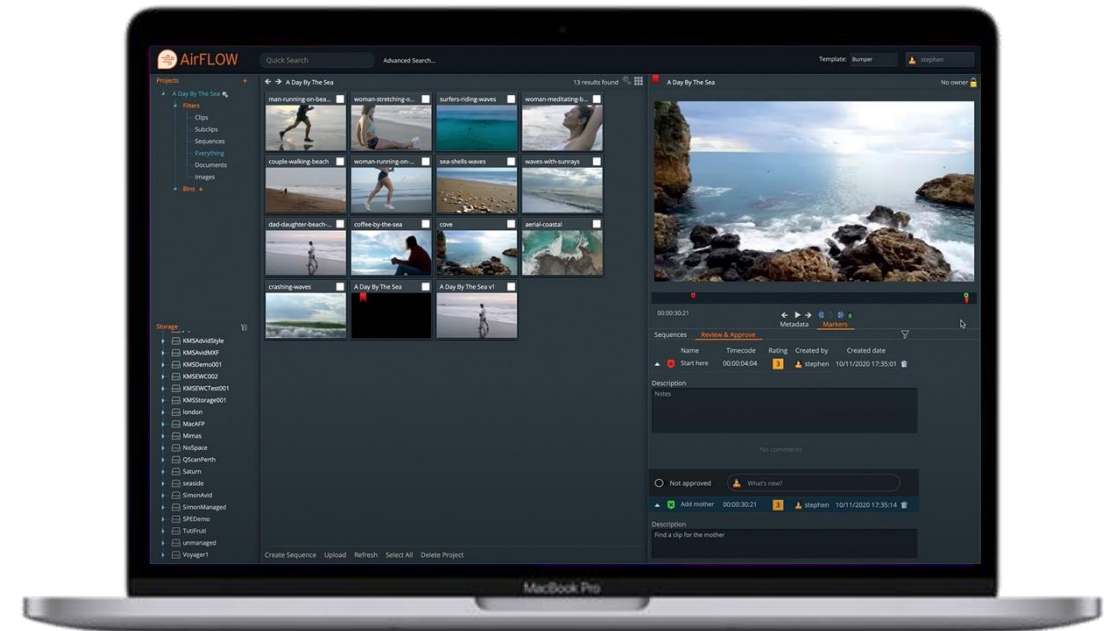 AirFLOW
Quick Search
Advanced Search...
Template: Bumper
stephen
Projects +
A Day By The Sea
Filters
Clips
Subclips
Sequences
Everything
Documents
Images
Bins +
Storage
KMSAdvidStyle
KMSAvidMXF
KMSDemo001
KMSEWC002
KMSEWCTest001
KMSStorage001
london
MacAFP
Mimas
NoSpace
QScanPerth
Saturn
seaside
SimonAvid
SimonManaged
SPEDemo
TutiFruti
unmanaged
Voyager1
A Day By The Sea
13 results found
man-running-on-bea...
woman-stretching-o...
surfers-riding-waves
woman-meditating-b...
couple-walking-beach
woman-running-on-...
sea-shells-waves
waves-with-sunrays
dad-daughter-beach-...
coffee-by-the-sea
cove
aerial-coastal
crashing-waves
A Day By The Sea
A Day By The Sea v1
Create Sequence Upload Refresh Select All Delete Project
A Day By The Sea
No owner
00:00:30:21
Metadata Markers
Sequences Review & Approve
Name Timecode Rating Created by Created date
Start here 00:00:04:04 3 stephen 10/11/2020 17:35:01
Description
Notes
No comments
Not approved
What's new?
Add mother 00:00:30:21 3 stephen 10/11/2020 17:35:14
Description
Find a clip for the mother
MacBook Pro